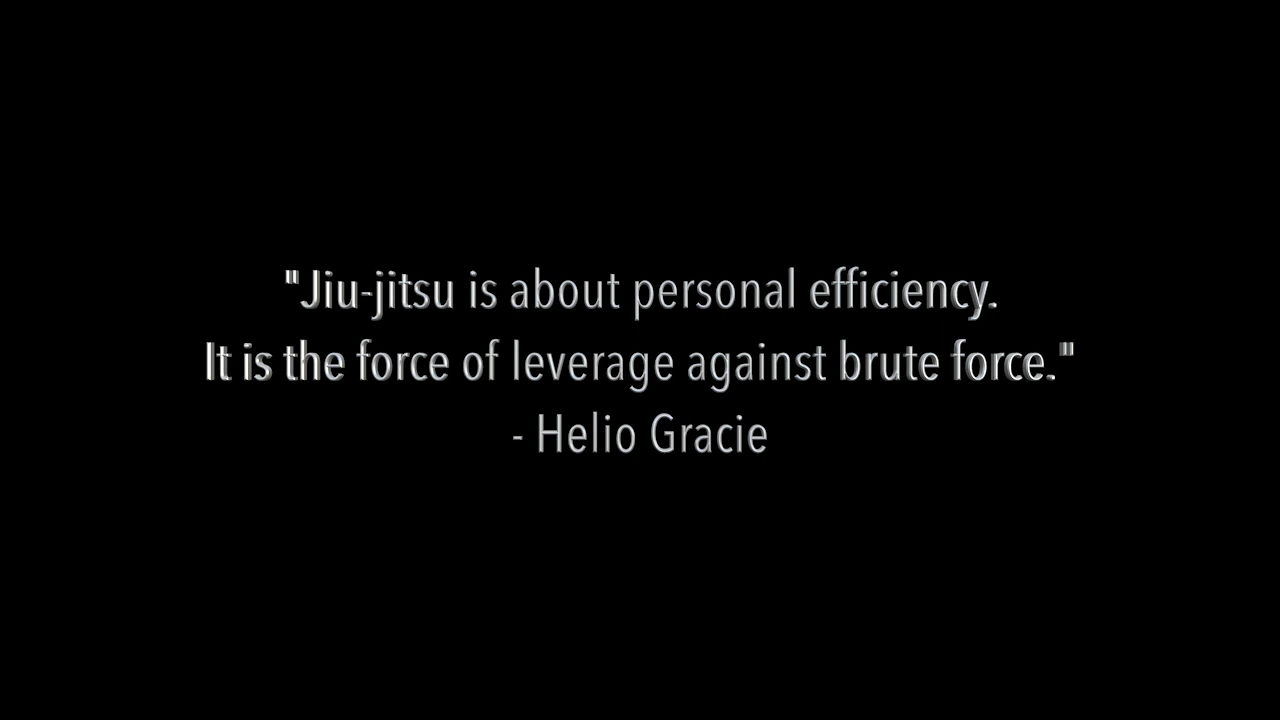 "Jiu-jitsu is about personal efficiency.
It is the force of leverage against brute force."
- Helio Gracie